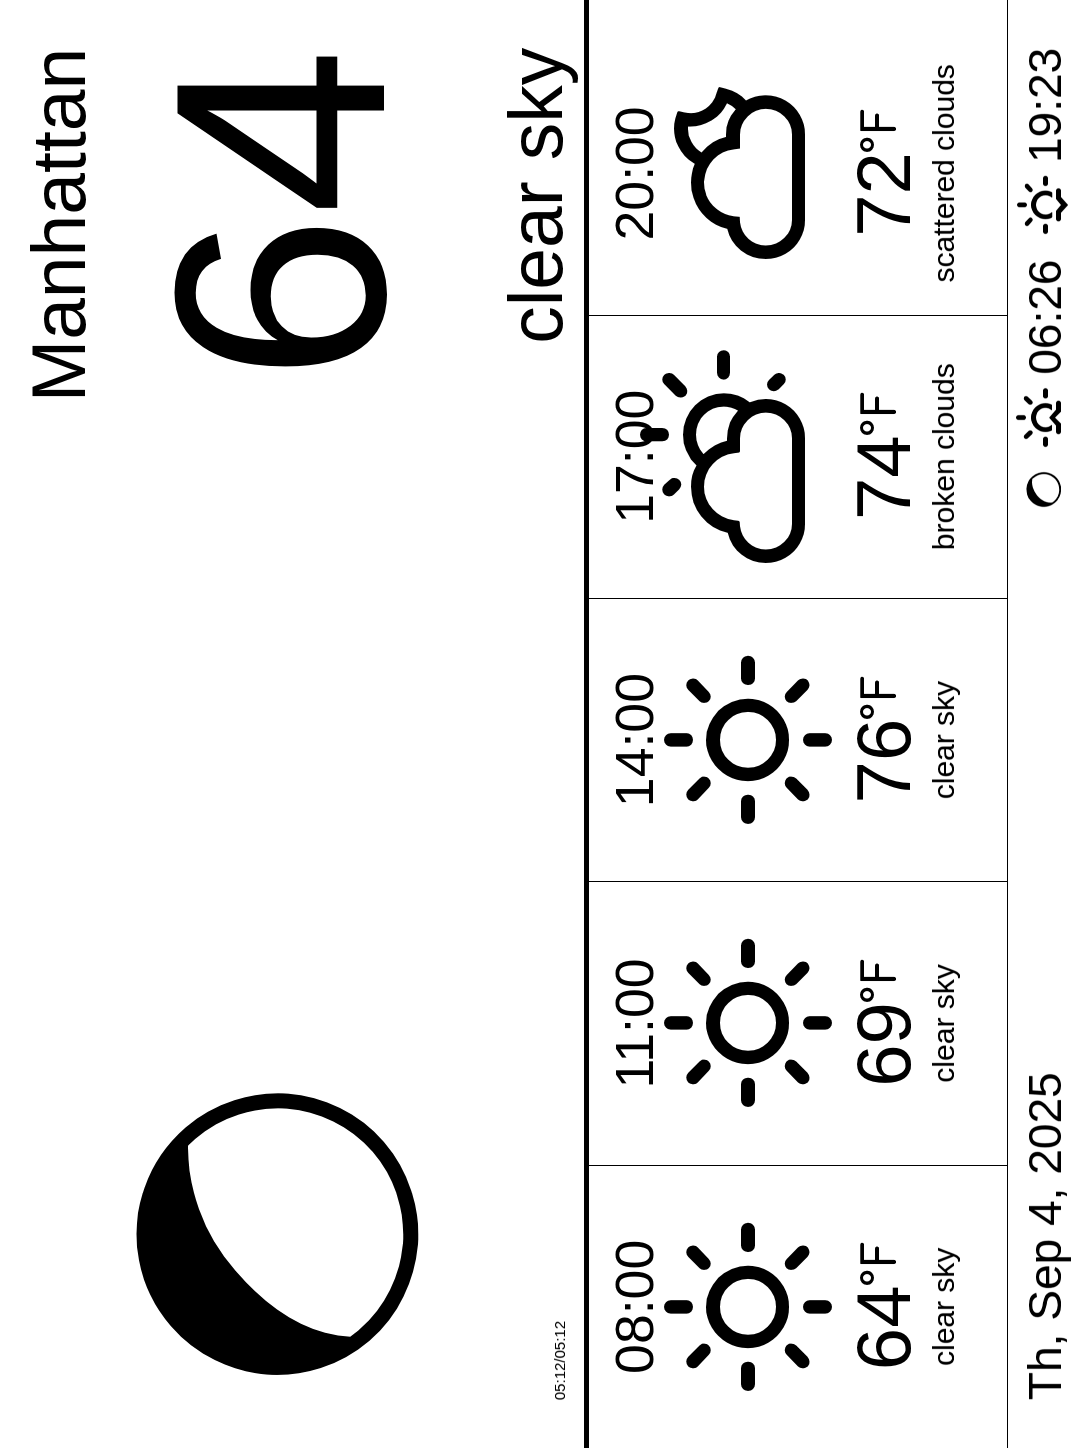 Manhattan
64
clear sky
05:12/05:12
08:00
64°F
clear sky
11:00
69°F
clear sky
14:00
76°F
clear sky
17:00
74°F
broken clouds
20:00
72°F
scattered clouds
Th, Sep 4, 2025
06:26
19:23